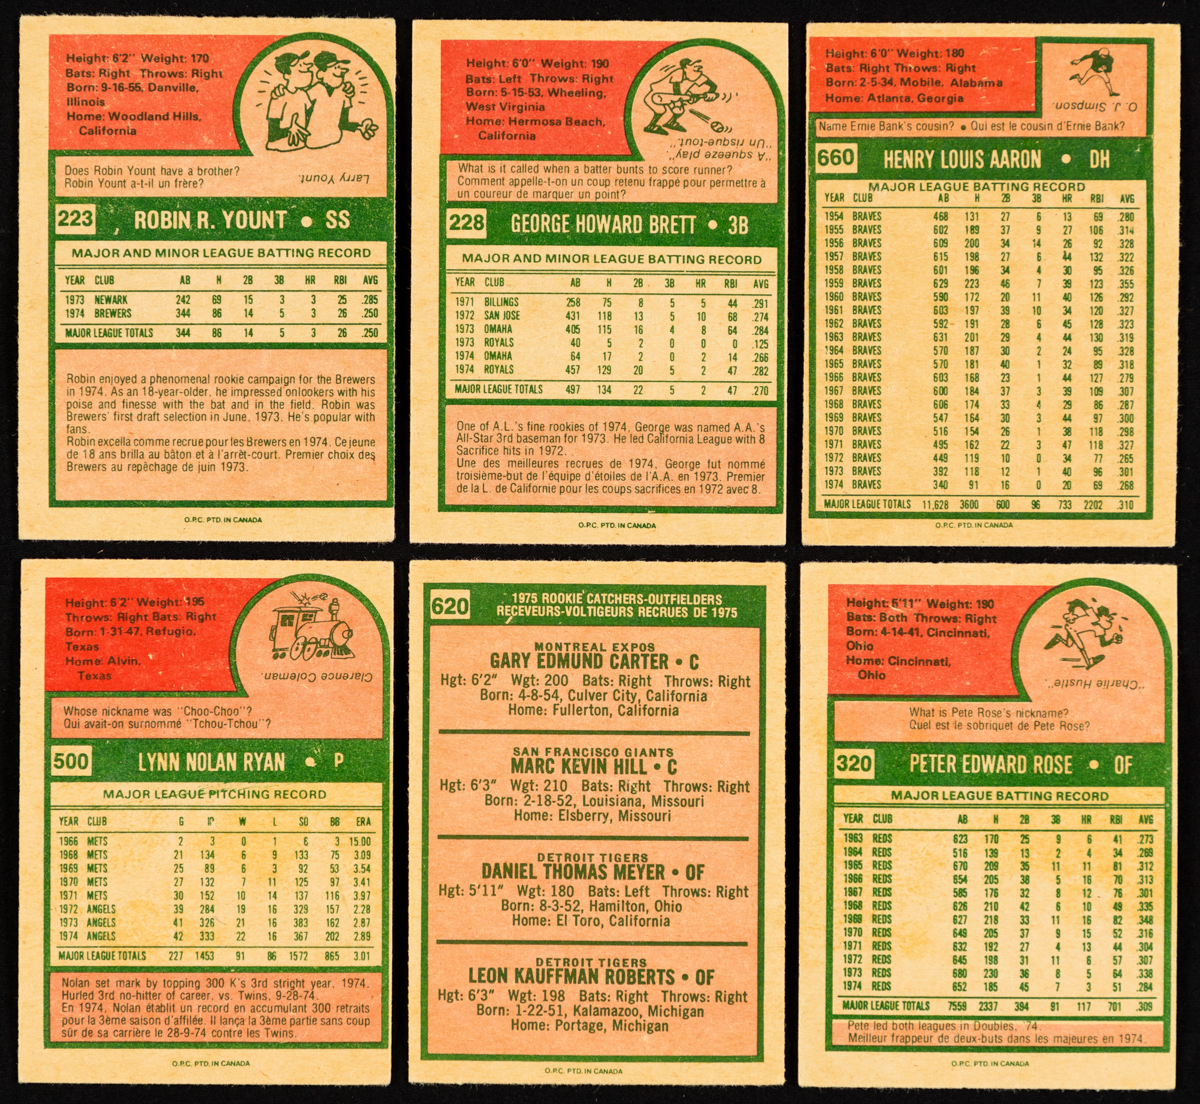 Height: 6'2" Weight: 170
Bats: Right Throws: Right
Born: 9-16-55, Danville,
Illinois
Home: Woodland Hills,
California
Does Robin Yount have a brother?
Robin Yount a-t-il un frère?
Larry Yount.
223 ROBIN R. YOUNT • SS
MAJOR AND MINOR LEAGUE BATTING RECORD
YEAR CLUB AB H 2B 3B HR RBI AVG
1973 NEWARK 242 69 15 3 3 25 .285
1974 BREWERS 344 86 14 5 3 26 .250
MAJOR LEAGUE TOTALS 344 86 14 5 3 26 .250
Robin enjoyed a phenomenal rookie campaign for the Brewers
in 1974. As an 18-year-older, he impressed onlookers with his
poise and finesse with the bat and in the field. Robin was
Brewers' first draft selection in June, 1973. He's popular with
fans.
Robin excella comme recrue pour les Brewers en 1974. Ce jeune
de 18 ans brilla au bâton et à l'arrêt-court. Premier choix des
Brewers au repêchage de juin 1973.
O.P.C. PTD. IN CANADA
Height: 6'0" Weight: 190
Bats: Left Throws: Right
Born: 5-15-53, Wheeling,
West Virginia
Home: Hermosa Beach,
California
"A squeeze play"
"Un risque-tout"
What is it called when a batter bunts to score runner?
Comment appelle-t-on un coup retenu frappé pour permettre à
un coureur de marquer un point?
228 GEORGE HOWARD BRETT • 3B
MAJOR AND MINOR LEAGUE BATTING RECORD
YEAR CLUB AB H 2B 3B HR RBI AVG
1971 BILLINGS 258 75 8 5 5 44 .291
1972 SAN JOSE 431 118 13 5 10 68 .274
1973 OMAHA 405 115 16 4 8 64 .284
1973 ROYALS 40 5 2 0 0 0 .125
1974 OMAHA 64 17 2 0 2 14 .266
1974 ROYALS 457 129 20 5 2 47 .282
MAJOR LEAGUE TOTALS 497 134 22 5 2 47 .270
One of A.L.'s fine rookies of 1974, George was named A.A.'s
All-Star 3rd baseman for 1973. He led California League with 8
Sacrifice hits in 1972.
Une des meilleures recrues de 1974, George fut nommé
troisième-but de l'équipe d'étoiles de l'A.A. en 1973. Premier
de la L. de Californie pour les coups sacrifices en 1972 avec 8.
O.P.C. PTD. IN CANADA
Height: 6'0" Weight: 180
Bats: Right Throws: Right
Born: 2-5-34, Mobile, Alabama
Home: Atlanta, Georgia
O. J. Simpson.
Name Ernie Bank's cousin? • Qui est le cousin d'Ernie Bank?
660 HENRY LOUIS AARON • DH
MAJOR LEAGUE BATTING RECORD
YEAR CLUB AB H 2B 3B HR RBI AVG
1954 BRAVES 468 131 27 6 13 69 .280
1955 BRAVES 602 189 37 9 27 106 .314
1956 BRAVES 609 200 34 14 26 92 .328
1957 BRAVES 615 198 27 6 44 132 .322
1958 BRAVES 601 196 34 4 30 95 .326
1959 BRAVES 629 223 46 7 39 123 .355
1960 BRAVES 590 172 20 11 40 126 .292
1961 BRAVES 603 197 39 10 34 120 .327
1962 BRAVES 592 191 28 6 45 128 .323
1963 BRAVES 631 201 29 4 44 130 .319
1964 BRAVES 570 187 30 2 24 95 .328
1965 BRAVES 570 181 40 1 32 89 .318
1966 BRAVES 603 168 23 1 44 127 .279
1967 BRAVES 600 184 37 3 39 109 .307
1968 BRAVES 606 174 33 4 29 86 .287
1969 BRAVES 547 164 30 3 44 97 .300
1970 BRAVES 516 154 26 1 38 118 .298
1971 BRAVES 495 162 22 3 47 118 .327
1972 BRAVES 449 119 10 0 34 77 .265
1973 BRAVES 392 118 12 1 40 96 .301
1974 BRAVES 340 91 16 0 20 69 .268
MAJOR LEAGUE TOTALS 11,628 3600 600 96 733 2202 .310
O.P.C. PTD. IN CANADA
Height: 6'2" Weight: 195
Throws: Right Bats: Right
Born: 1-31-47, Refugio,
Texas
Home: Alvin,
Texas
Clarence Coleman.
Whose nickname was "Choo-Choo"?
Qui avait-on surnommé "Tchou-Tchou"?
500 LYNN NOLAN RYAN • P
MAJOR LEAGUE PITCHING RECORD
YEAR CLUB G IP W L SO BB ERA
1966 METS 2 3 0 1 6 3 15.00
1968 METS 21 134 6 9 133 75 3.09
1969 METS 25 89 6 3 92 53 3.54
1970 METS 27 132 7 11 125 97 3.41
1971 METS 30 152 10 14 137 116 3.97
1972 ANGELS 39 284 19 16 329 157 2.28
1973 ANGELS 41 326 21 16 383 162 2.87
1974 ANGELS 42 333 22 16 367 202 2.89
MAJOR LEAGUE TOTALS 227 1453 91 86 1572 865 3.01
Nolan set mark by topping 300 K's 3rd stright year, 1974.
Hurled 3rd no-hitter of career, vs. Twins, 9-28-74.
En 1974, Nolan établit un record en accumulant 300 retraits
pour la 3ème saison d'affilée. Il lança la 3ème partie sans coup
sûr de sa carrière le 28-9-74 contre les Twins.
O.P.C. PTD. IN CANADA
620 1975 ROOKIE CATCHERS-OUTFIELDERS
RECEVEURS-VOLTIGEURS RECRUES DE 1975
MONTREAL EXPOS
GARY EDMUND CARTER • C
Hgt: 6'2" Wgt: 200 Bats: Right Throws: Right
Born: 4-8-54, Culver City, California
Home: Fullerton, California
SAN FRANCISCO GIANTS
MARC KEVIN HILL • C
Hgt: 6'3" Wgt: 210 Bats: Right Throws: Right
Born: 2-18-52, Louisiana, Missouri
Home: Elsberry, Missouri
DETROIT TIGERS
DANIEL THOMAS MEYER • OF
Hgt: 5'11" Wgt: 180 Bats: Left Throws: Right
Born: 8-3-52, Hamilton, Ohio
Home: El Toro, California
DETROIT TIGERS
LEON KAUFFMAN ROBERTS • OF
Hgt: 6'3" Wgt: 198 Bats: Right Throws: Right
Born: 1-22-51, Kalamazoo, Michigan
Home: Portage, Michigan
O.P.C. PTD. IN CANADA
Height: 5'11" Weight: 190
Bats: Both Throws: Right
Born: 4-14-41, Cincinnati,
Ohio
Home: Cincinnati,
Ohio
"Charlie Hustle"
What is Pete Rose's nickname?
Quel est le sobriquet de Pete Rose?
320 PETER EDWARD ROSE • OF
MAJOR LEAGUE BATTING RECORD
YEAR CLUB AB H 2B 3B HR RBI AVG
1963 REDS 623 170 25 9 6 41 .273
1964 REDS 516 139 13 2 4 34 .269
1965 REDS 670 209 35 11 11 81 .312
1966 REDS 654 205 38 5 16 70 .313
1967 REDS 585 176 32 8 12 76 .301
1968 REDS 626 210 42 6 10 49 .335
1969 REDS 627 218 33 11 16 82 .348
1970 REDS 649 205 37 9 15 52 .316
1971 REDS 632 192 27 4 13 44 .304
1972 REDS 645 198 31 11 6 57 .307
1973 REDS 680 230 36 8 5 64 .338
1974 REDS 652 185 45 7 3 51 .284
MAJOR LEAGUE TOTALS 7559 2337 394 91 117 701 .309
Pete led both leagues in Doubles, '74.
Meilleur frappeur de deux-buts dans les majeures en 1974.
O.P.C. PTD. IN CANADA